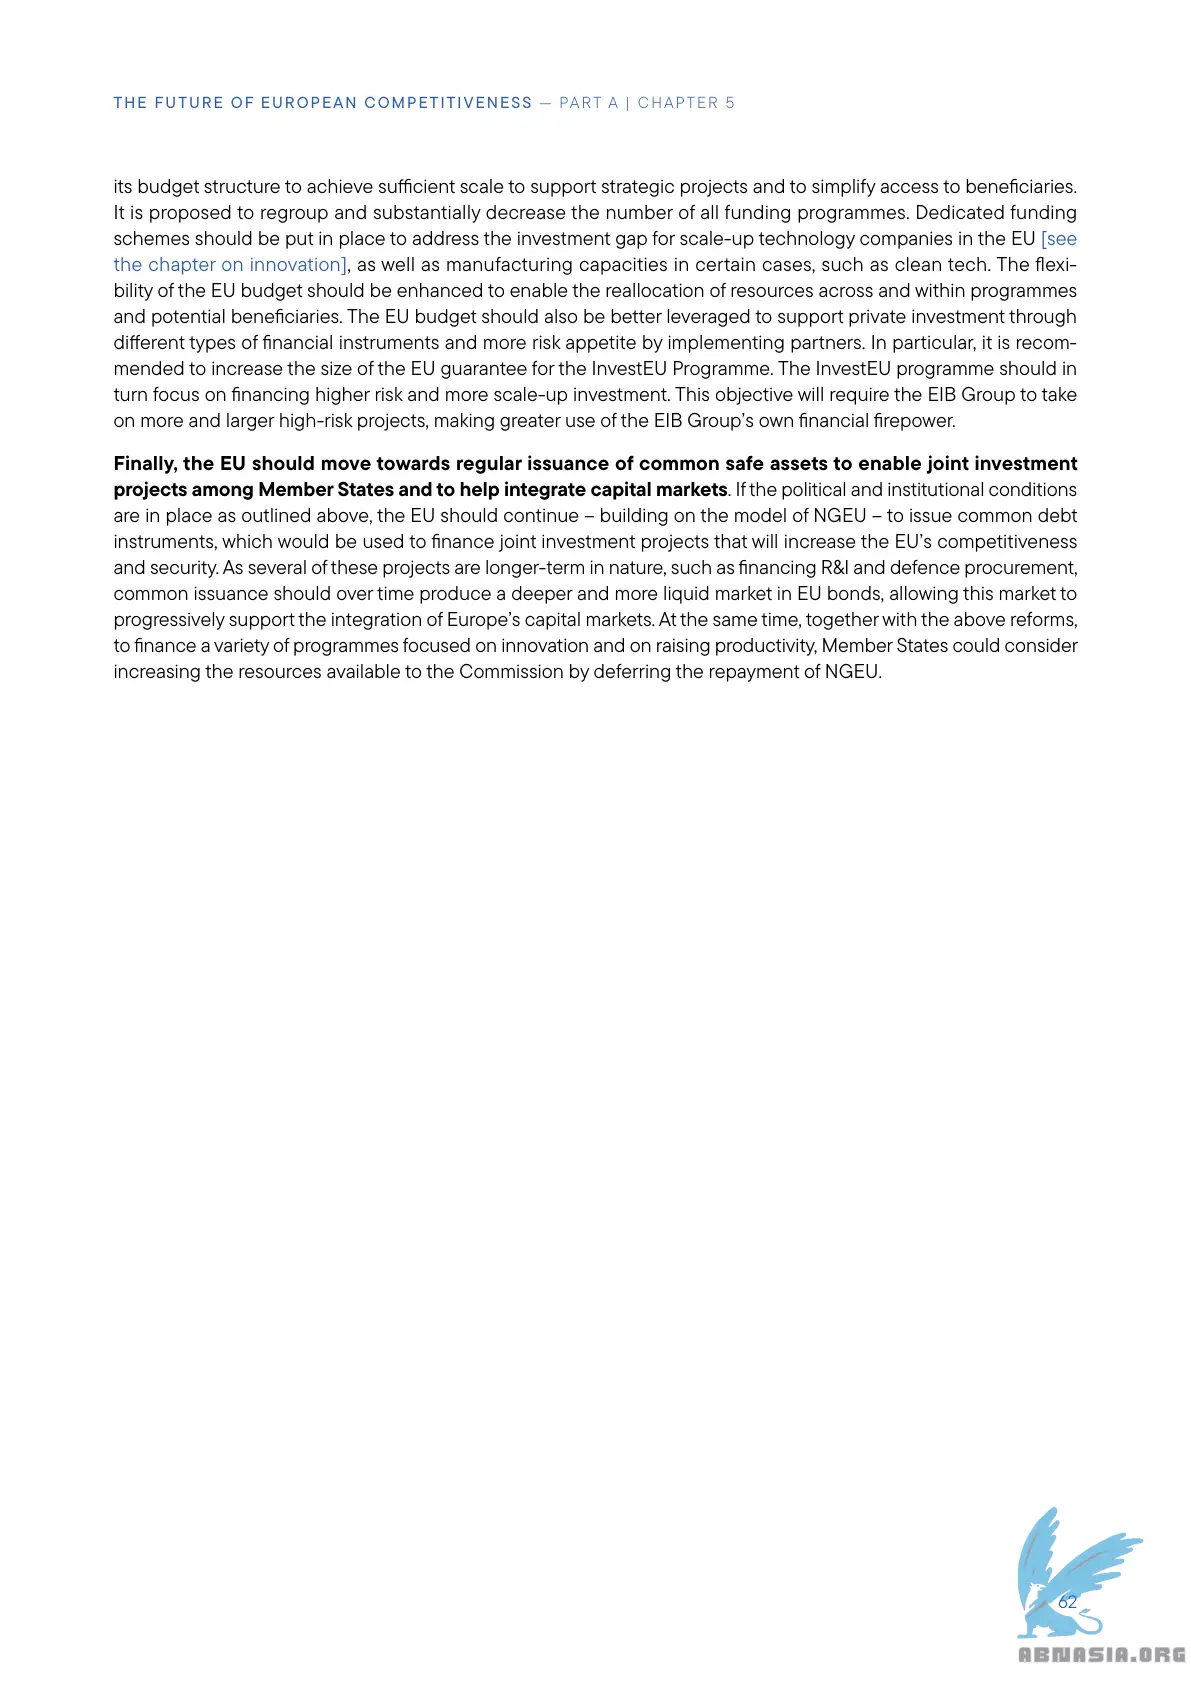 THE FUTURE OF EUROPEAN COMPETITIVENESS — PART A | CHAPTER 5
its budget structure to achieve sufficient scale to support strategic projects and to simplify access to beneficiaries.
It is proposed to regroup and substantially decrease the number of all funding programmes. Dedicated funding
schemes should be put in place to address the investment gap for scale-up technology companies in the EU [see
the chapter on innovation], as well as manufacturing capacities in certain cases, such as clean tech. The flexi-
bility of the EU budget should be enhanced to enable the reallocation of resources across and within programmes
and potential beneficiaries. The EU budget should also be better leveraged to support private investment through
different types of financial instruments and more risk appetite by implementing partners. In particular, it is recom-
mended to increase the size of the EU guarantee for the InvestEU Programme. The InvestEU programme should in
turn focus on financing higher risk and more scale-up investment. This objective will require the EIB Group to take
on more and larger high-risk projects, making greater use of the EIB Group's own financial firepower.
Finally, the EU should move towards regular issuance of common safe assets to enable joint investment
projects among Member States and to help integrate capital markets. If the political and institutional conditions
are in place as outlined above, the EU should continue – building on the model of NGEU – to issue common debt
instruments, which would be used to finance joint investment projects that will increase the EU's competitiveness
and security. As several of these projects are longer-term in nature, such as financing R&I and defence procurement,
common issuance should over time produce a deeper and more liquid market in EU bonds, allowing this market to
progressively support the integration of Europe's capital markets. At the same time, together with the above reforms,
to finance a variety of programmes focused on innovation and on raising productivity, Member States could consider
increasing the resources available to the Commission by deferring the repayment of NGEU.
62
ABNASIA.ORG